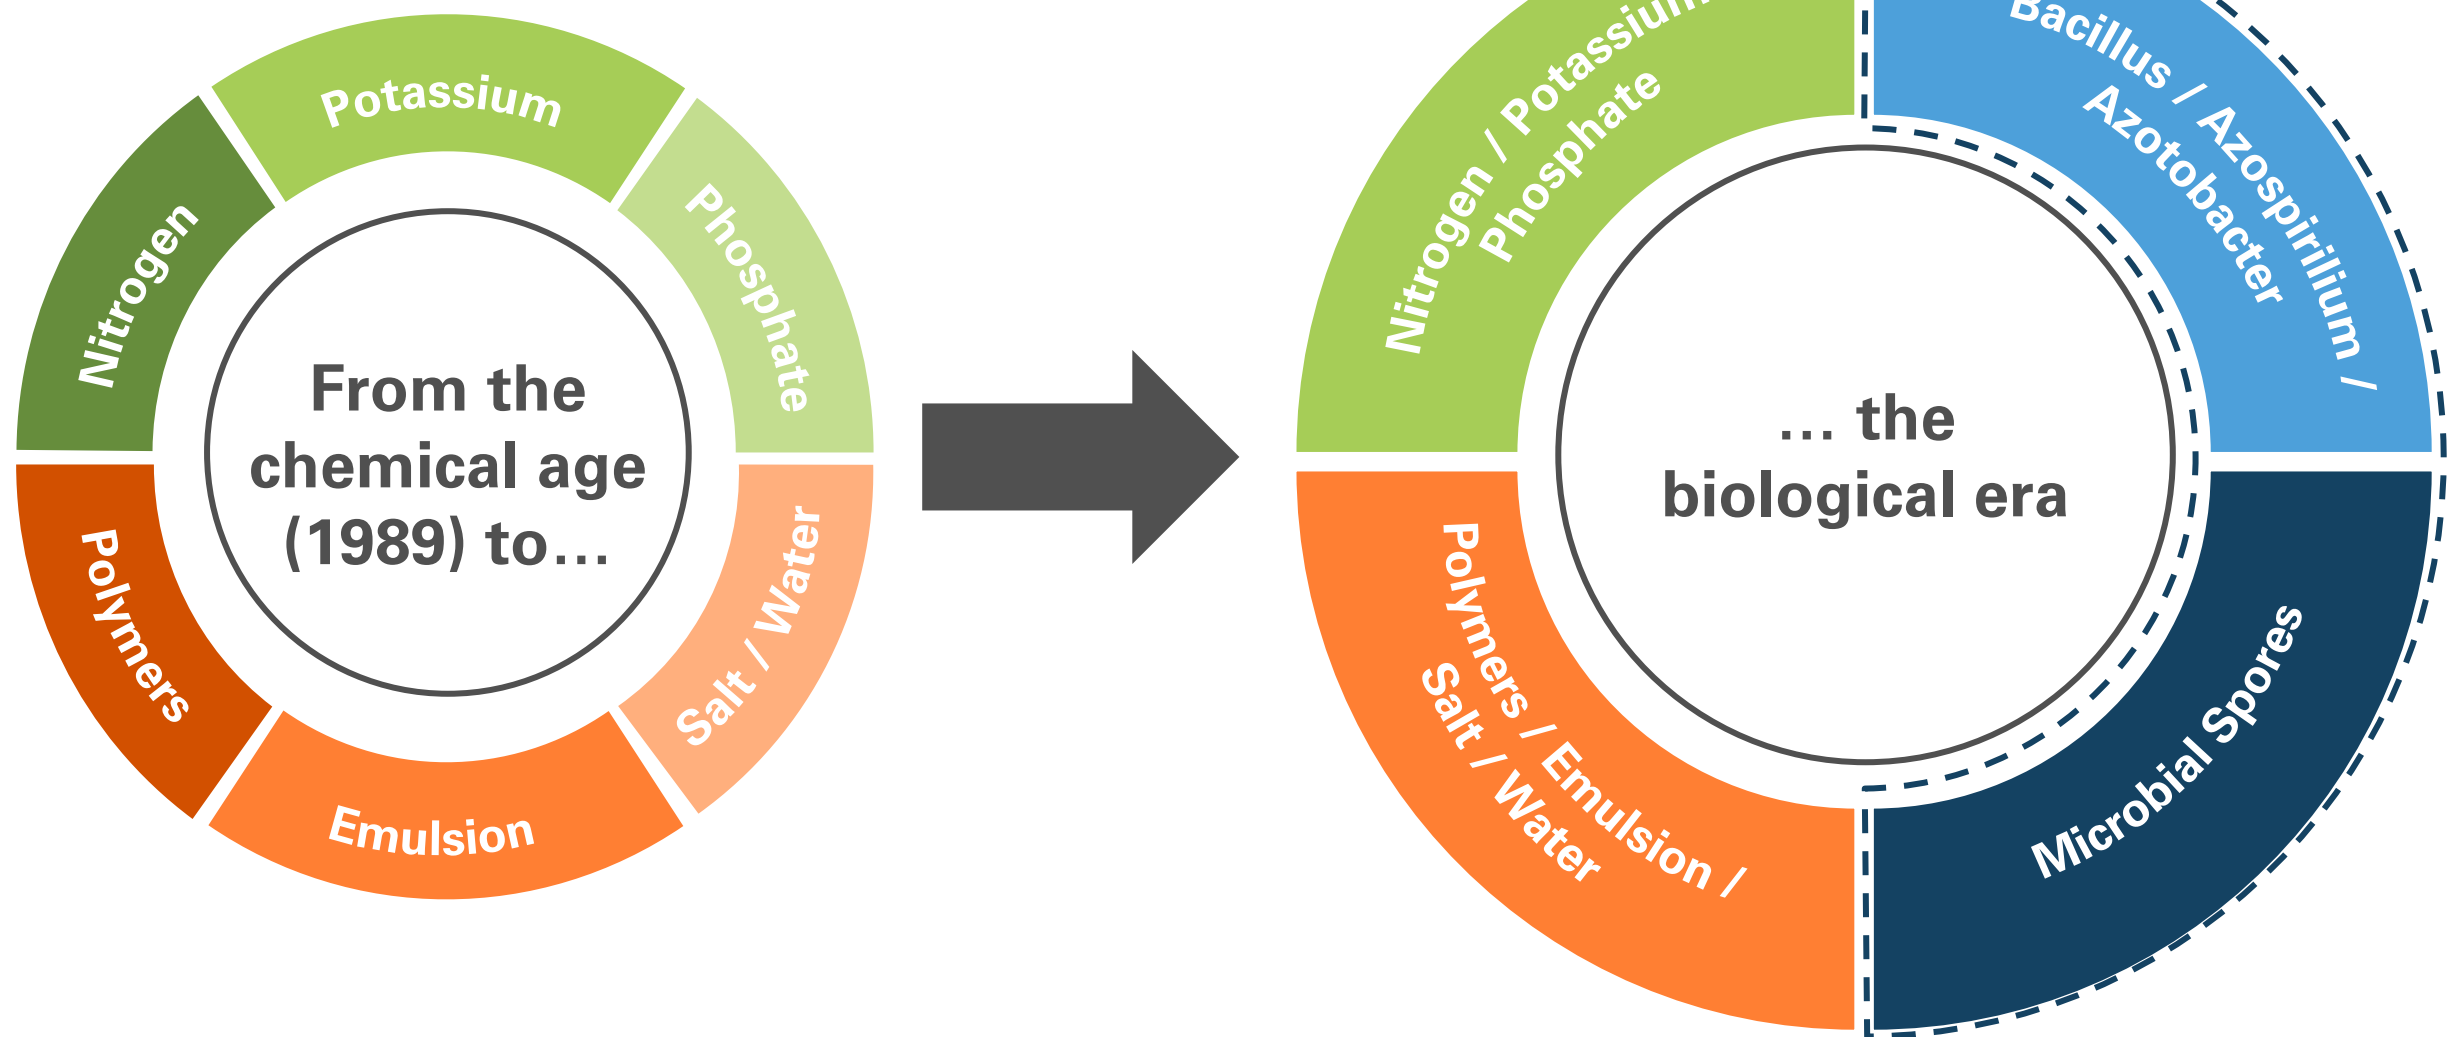 Potassium
Nitrogen
Phosphate
From the
chemical age
(1989) to...
Polymers
Salt / Water
Emulsion
Nitrogen / Potassium
Phosphate
Bacillus / Azospirilium /
Azotobacter
... the
biological era
Polymers / Emulsion /
Salt / Water
Microbial Spores